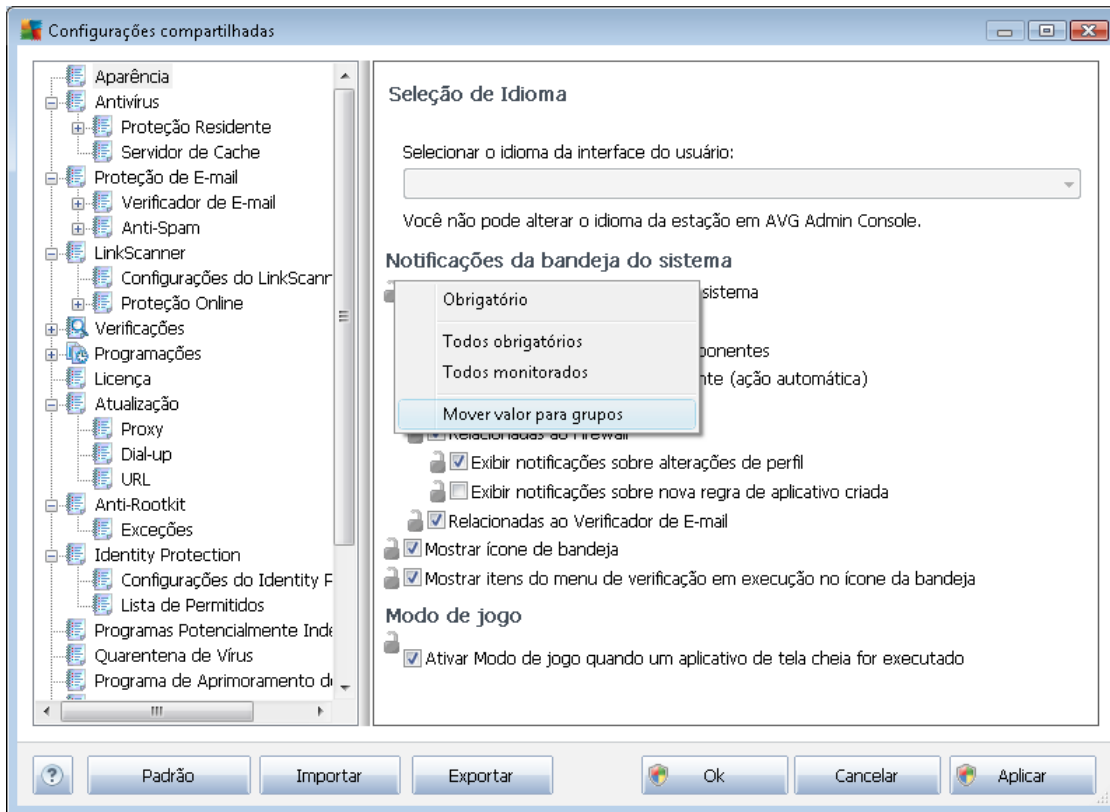 Configurações compartilhadas
Aparência
Antivírus
Proteção Residente
Servidor de Cache
Proteção de E-mail
Verificador de E-mail
Anti-Spam
LinkScanner
Configurações do LinkScanr
Proteção Online
Verificações
Programações
Licença
Atualização
Proxy
Dial-up
URL
Anti-Rootkit
Exceções
Identity Protection
Configurações do Identity P
Lista de Permitidos
Programas Potencialmente Inde
Quarentena de Vírus
Programa de Aprimoramento d
Seleção de Idioma
Selecionar o idioma da interface do usuário:
Você não pode alterar o idioma da estação em AVG Admin Console.
Notificações da bandeja do sistema
sistema
Obrigatório
Todos obrigatórios
ponentes
Todos monitorados
nte (ação automática)
Mover valor para grupos
Relacionadas ao Firewall
Exibir notificações sobre alterações de perfil
Exibir notificações sobre nova regra de aplicativo criada
Relacionadas ao Verificador de E-mail
Mostrar ícone de bandeja
Mostrar itens do menu de verificação em execução no ícone da bandeja
Modo de jogo
Ativar Modo de jogo quando um aplicativo de tela cheia for executado
? Padrão Importar Exportar Ok Cancelar Aplicar